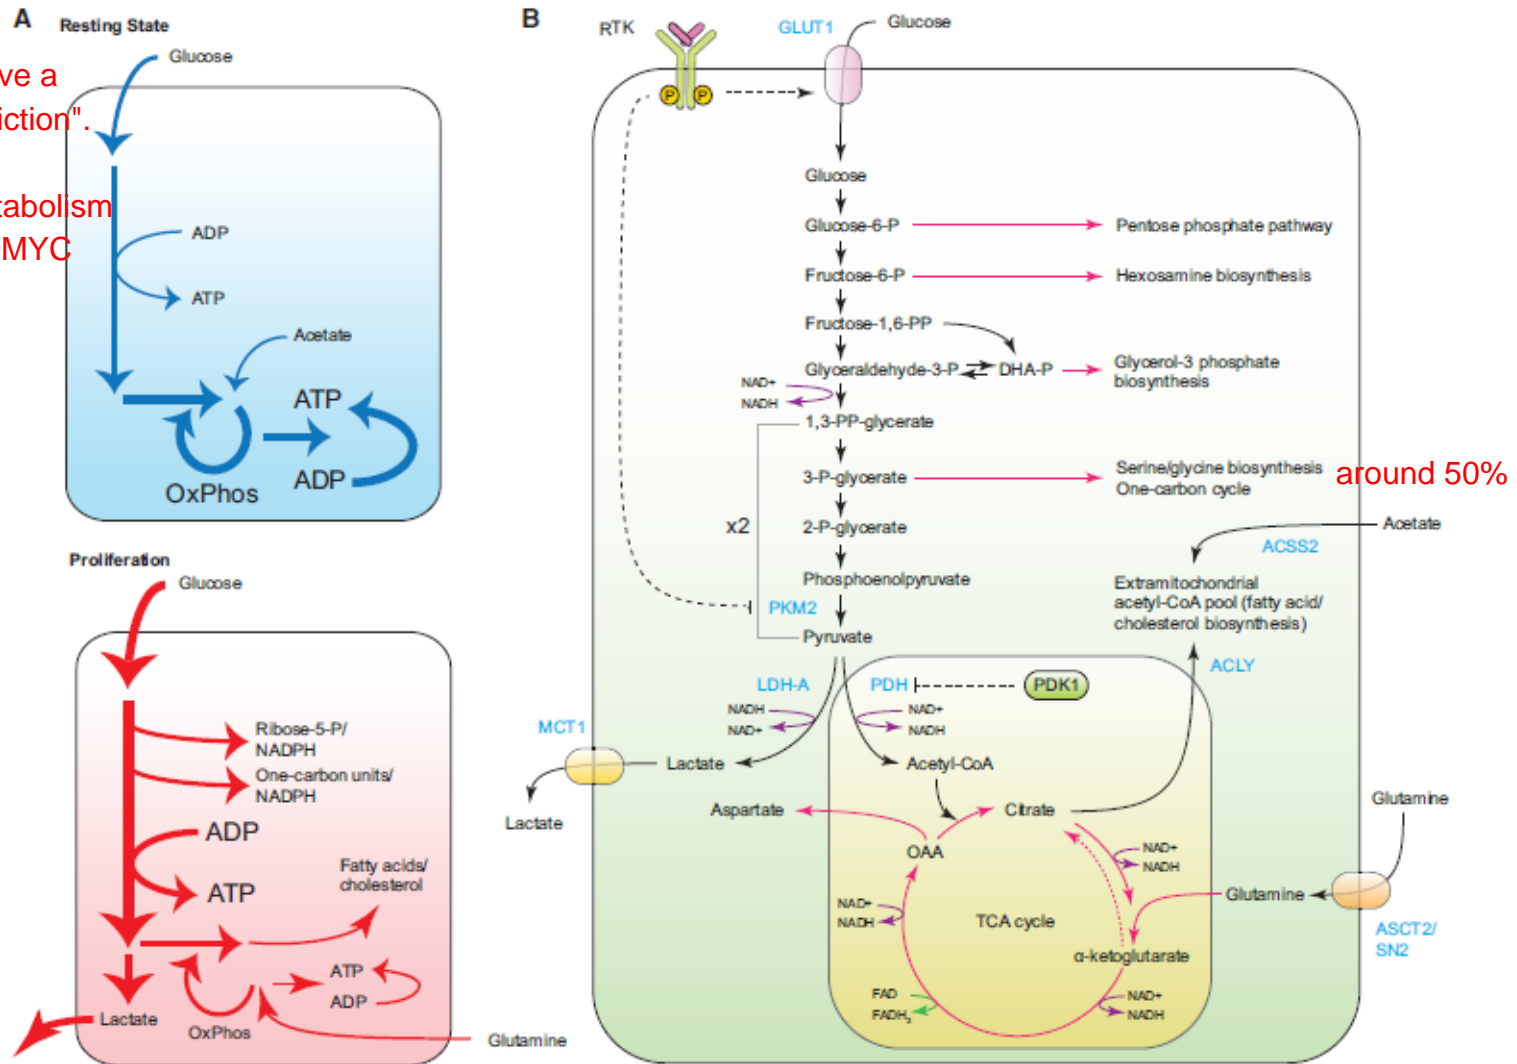 A
Resting State
Glucose
ve a
iction".
tabolism
MYC
ADP
ATP
Acetate
ATP
ADP
OxPhos
Proliferation
Glucose
Ribose-5-P/
NADPH
One-carbon units/
NADPH
ADP
ATP
Fatty acids/
cholesterol
ATP
ADP
Lactate
OxPhos
Glutamine
B
RTK
P
P
GLUT1
Glucose
Glucose
Glucose-6-P
Pentose phosphate pathway
Fructose-6-P
Hexosamine biosynthesis
Fructose-1,6-PP
Glyceraldehyde-3-P
DHA-P
Glycerol-3 phosphate
biosynthesis
NAD+
NADH
1,3-PP-glycerate
3-P-glycerate
Serine/glycine biosynthesis
One-carbon cycle
around 50%
x2
2-P-glycerate
Acetate
ACSS2
Phosphoenolpyruvate
Extramitochondrial
acetyl-CoA pool (fatty acid/
cholesterol biosynthesis)
PKM2
Pyruvate
ACLY
LDH-A
PDH
PDK1
NADH
NAD+
NAD+
NADH
MCT1
Lactate
Acetyl-CoA
Lactate
Aspartate
Citrate
Glutamine
OAA
NAD+
NADH
Glutamine
NAD+
NADH
TCA cycle
ASCT2/
SN2
α-ketoglutarate
FAD
FADH2
NAD+
NADH